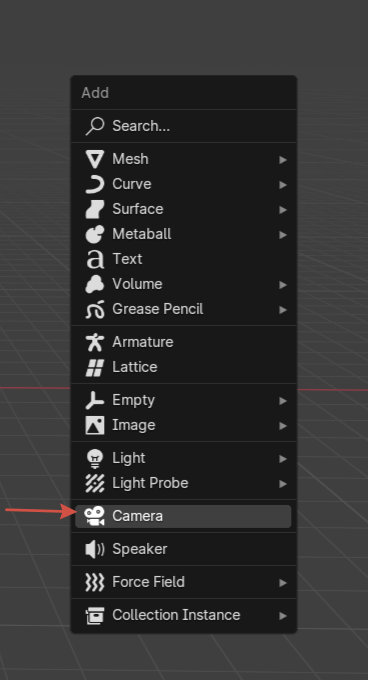 Add
Search...
Mesh
Curve
Surface
Metaball
Text
Volume
Grease Pencil
Armature
Lattice
Empty
Image
Light
Light Probe
Camera
Speaker
Force Field
Collection Instance